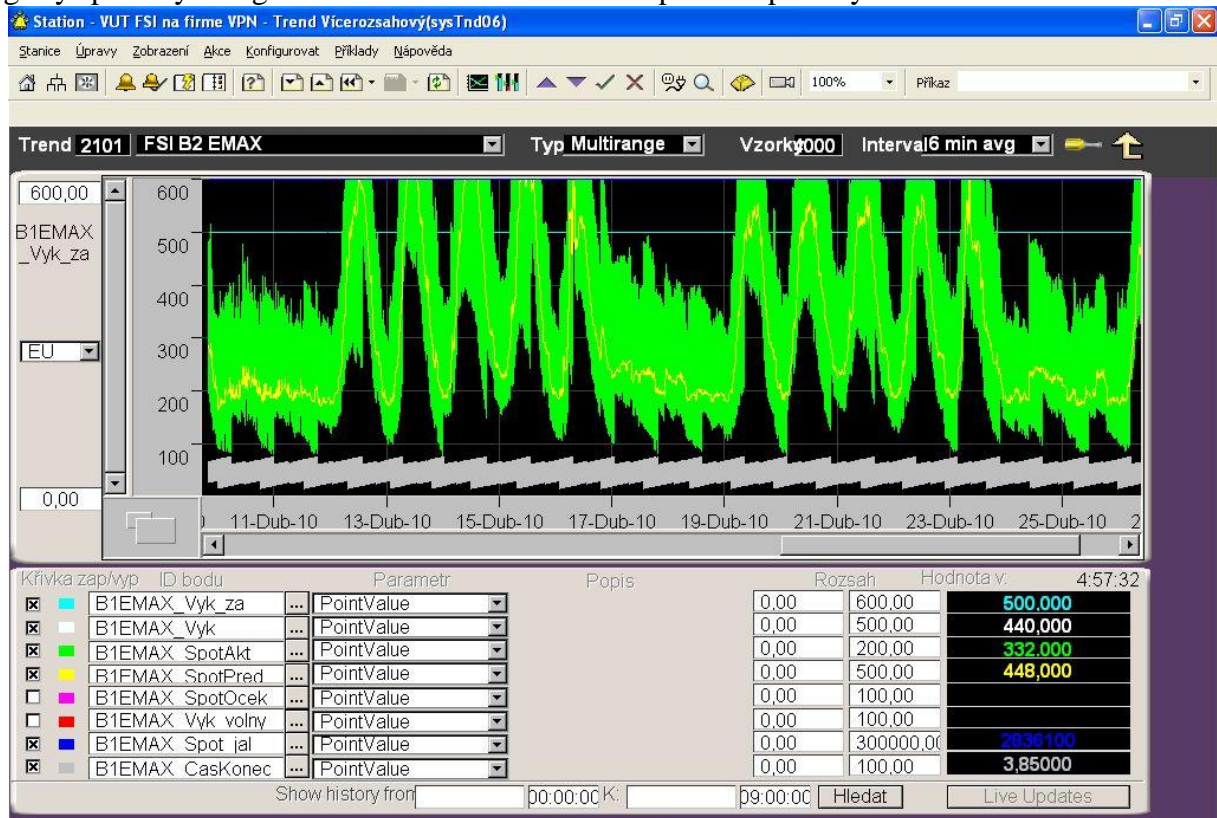 Station - VUT FSI na firme VPN - Trend Vícerozsahový(sysTnd06)
Stanice Úpravy Zobrazení Akce Konfigurovat Příklady Nápověda
100% Příkaz
Trend 2101 FSI B2 EMAX Typ Multirange Vzorky 4000 Interval 6 min avg
600,00
B1EMAX
_Vyk_za
EU
0,00
600
500
400
300
200
100
11-Dub-10 13-Dub-10 15-Dub-10 17-Dub-10 19-Dub-10 21-Dub-10 23-Dub-10 25-Dub-10 2
Křivka zap/vyp ID bodu Parametr Popis Rozsah Hodnota v: 4:57:32
B1EMAX_Vyk_za ... PointValue 0,00 600,00 500,000
B1EMAX_Vyk ... PointValue 0,00 500,00 440,000
B1EMAX_SpotAkt ... PointValue 0,00 200,00 332,000
B1EMAX_SpotPred ... PointValue 0,00 500,00 448,000
B1EMAX_SpotOcek ... PointValue 0,00 100,00
B1EMAX_Vyk_volny ... PointValue 0,00 100,00
B1EMAX_Spot_jal ... PointValue 0,00 300000,00 2836100
B1EMAX_CasKonec ... PointValue 0,00 100,00 3,85000
Show history from 00:00:00 K: 09:00:00 Hledat Live Updates